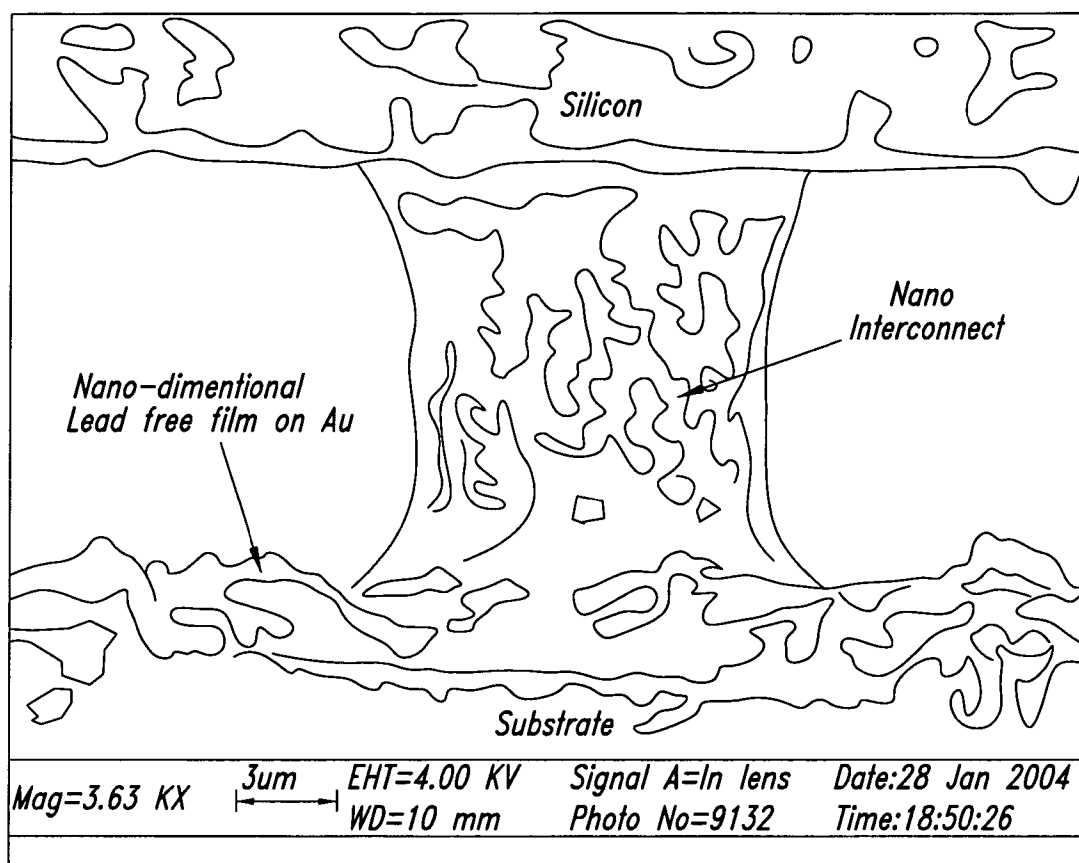 Silicon
Nano
Interconnect
Nano-dimentional
Lead free film on Au
Substrate
Mag=3.63 KX
3um
EHT=4.00 KV
WD=10 mm
Signal A=In lens
Photo No=9132
Date:28 Jan 2004
Time:18:50:26